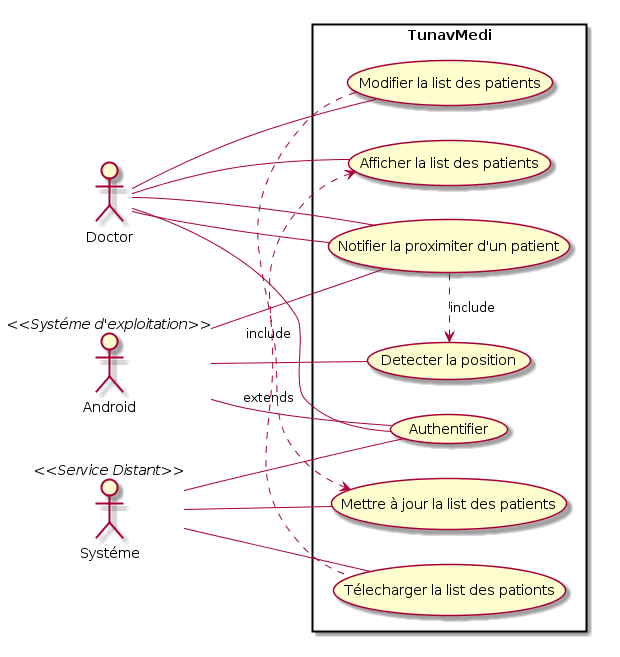 TunavMedi
Modifier la list des patients
Afficher la list des patients
Doctor
Notifier la proximiter d'un patient
include
<<Systéme d'exploitation>>
include
Detecter la position
extends
Android
Authentifier
<<Service Distant>>
Mettre à jour la list des patients
Systéme
Télecharger la list des pationts